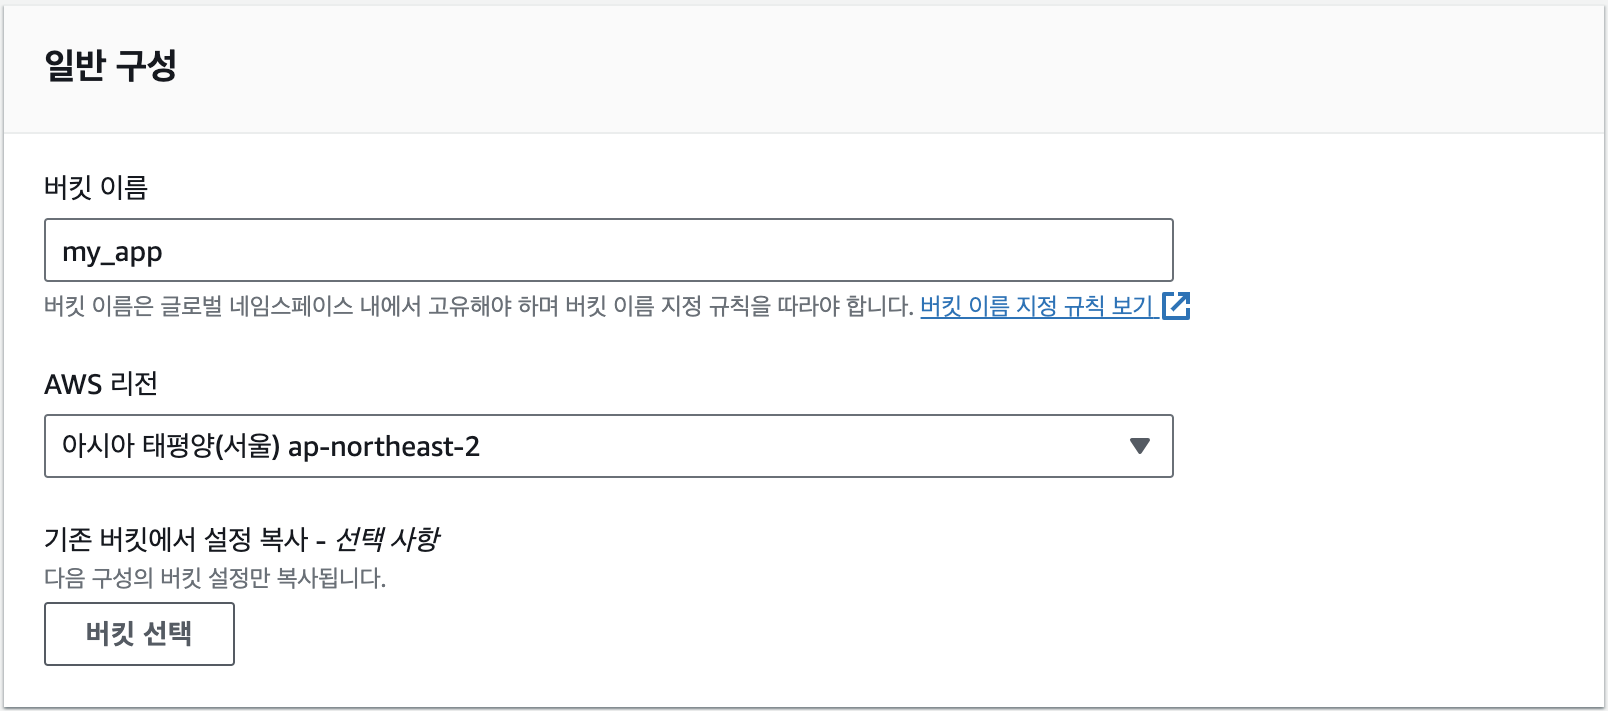 일반 구성
버킷 이름
my_app
버킷 이름은 글로벌 네임스페이스 내에서 고유해야 하며 버킷 이름 지정 규칙을 따라야 합니다. 버킷 이름 지정 규칙 보기
AWS 리전
아시아 태평양(서울) ap-northeast-2
기존 버킷에서 설정 복사 - 선택 사항
다음 구성의 버킷 설정만 복사됩니다.
버킷 선택